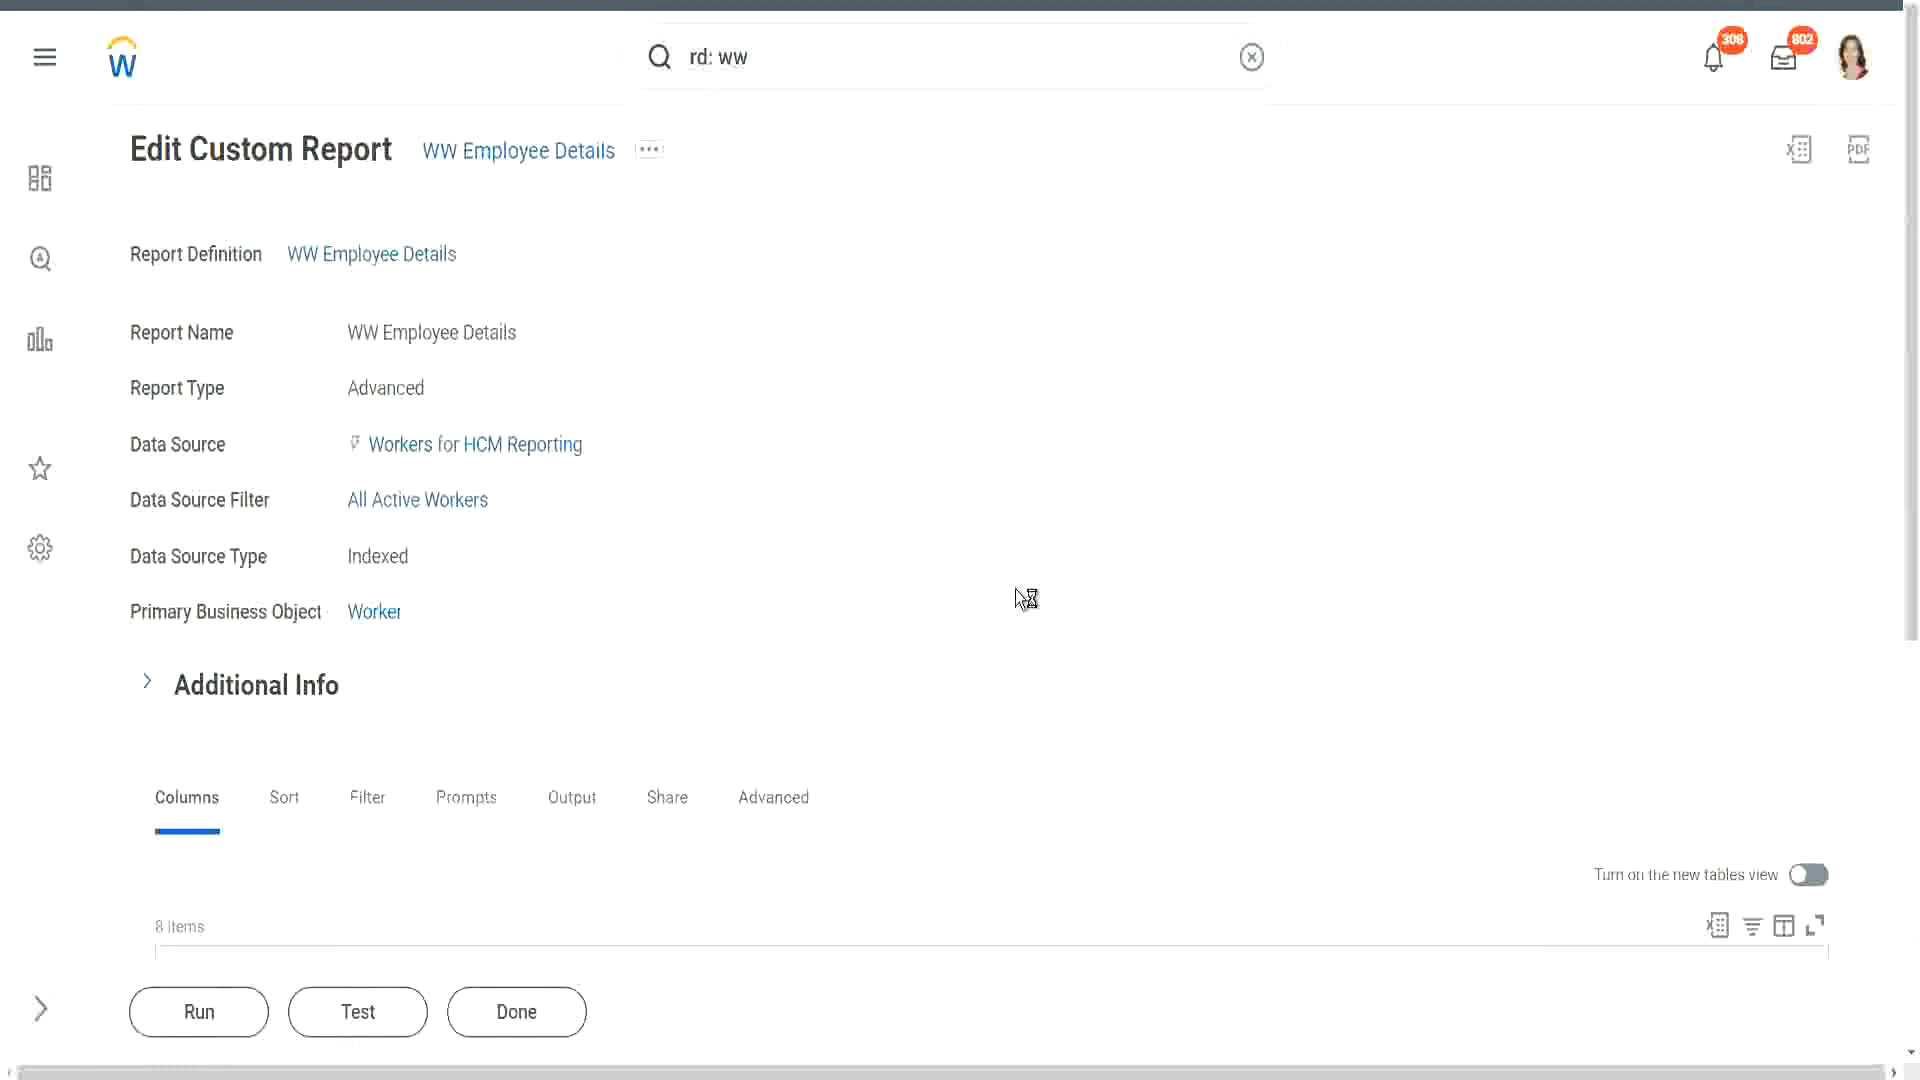 rd: ww
308
802
Edit Custom Report WW Employee Details
PDF
Report Definition WW Employee Details
Report Name WW Employee Details
Report Type Advanced
Data Source Workers for HCM Reporting
Data Source Filter All Active Workers
Data Source Type Indexed
Primary Business Object Worker
Additional Info
Columns Sort Filter Prompts Output Share Advanced
Turn on the new tables view
8 Items
Run Test Done